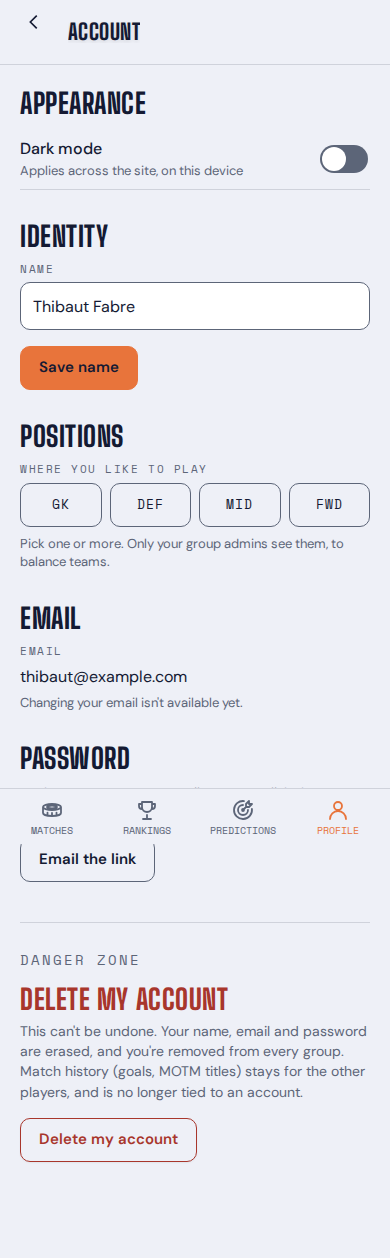 ACCOUNT
APPEARANCE
Dark mode
Applies across the site, on this device
IDENTITY
NAME
Thibaut Fabre
Save name
POSITIONS
WHERE YOU LIKE TO PLAY
GK DEF MID FWD
Pick one or more. Only your group admins see them, to
balance teams.
EMAIL
EMAIL
thibaut@example.com
Changing your email isn't available yet.
PASSWORD
MATCHES RANKINGS PREDICTIONS PROFILE
Email the link
DANGER ZONE
DELETE MY ACCOUNT
This can't be undone. Your name, email and password
are erased, and you're removed from every group.
Match history (goals, MOTM titles) stays for the other
players, and is no longer tied to an account.
Delete my account